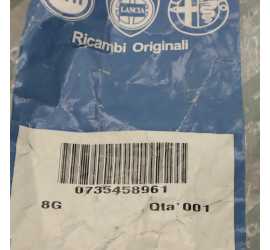 LANCIA
Ricambi Originali
0735458961
8G Qta'001